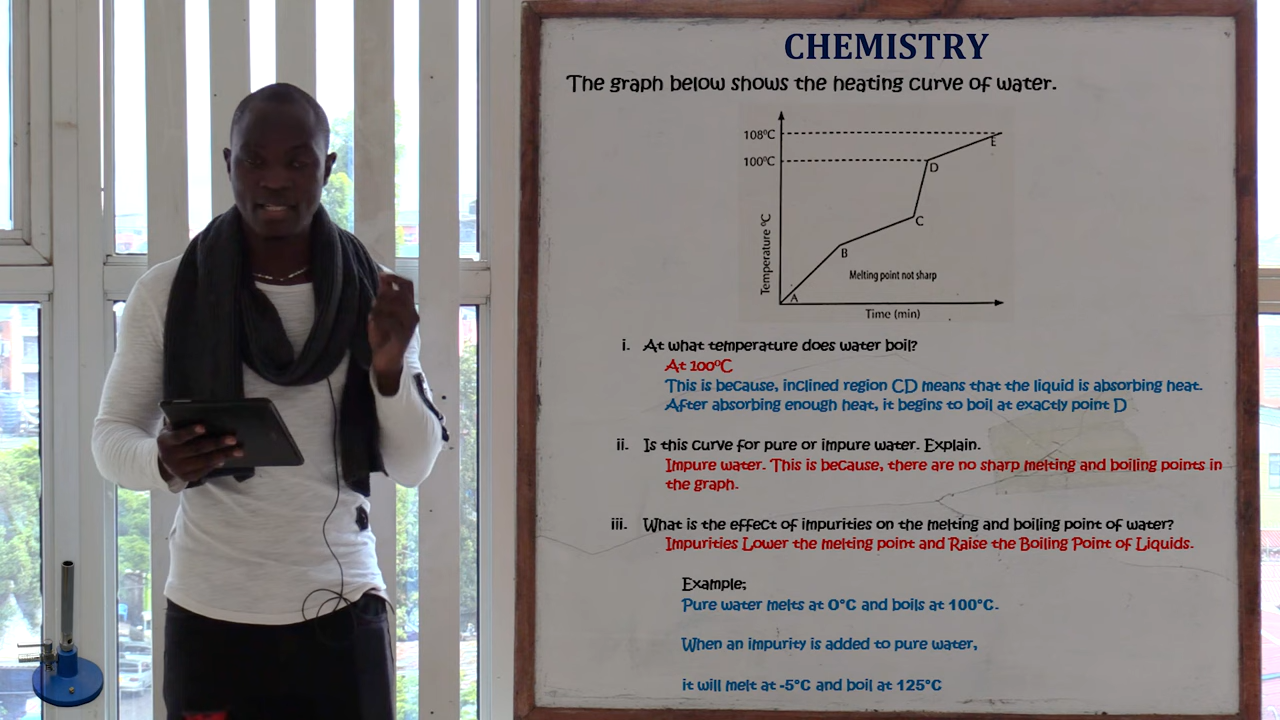 CHEMISTRY
The graph below shows the heating curve of water.
108⁰C
E
100⁰C
D
C
B
Melting point not sharp
A
Temperature ⁰C
Time (min)
i. At what temperature does water boil?
At 100⁰C
This is because, inclined region CD means that the liquid is absorbing heat.
After absorbing enough heat, it begins to boil at exactly point D
ii. Is this curve for pure or impure water. Explain.
Impure water. This is because, there are no sharp melting and boiling points in
the graph.
iii. What is the effect of impurities on the melting and boiling point of water?
Impurities Lower the melting point and Raise the Boiling Point of Liquids.
Example;
Pure water melts at 0°C and boils at 100°C.
When an impurity is added to pure water,
it will melt at -5°C and boil at 125°C